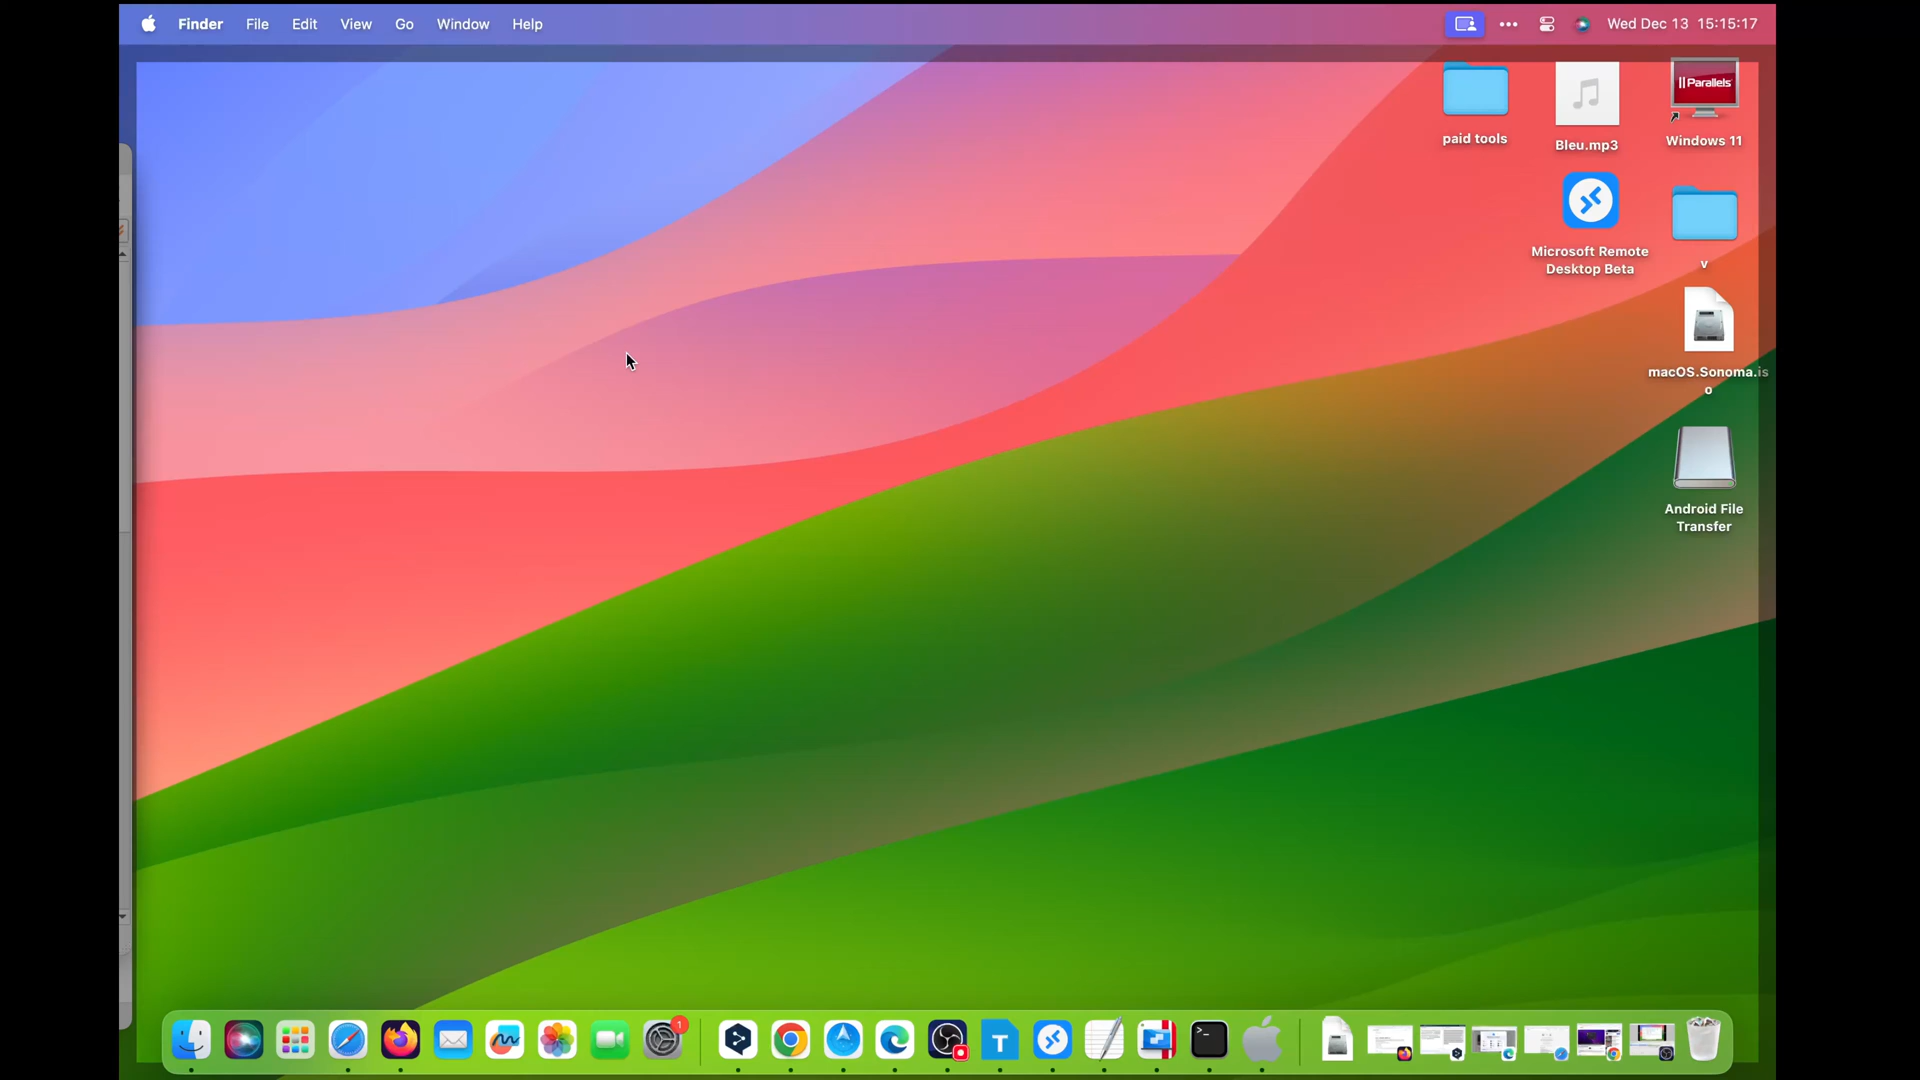 Finder File Edit View Go Window Help Wed Dec 13 15:15:17
Parallels
paid tools
Bleu.mp3
Windows 11
Microsoft Remote
Desktop Beta
v
macOS.Sonoma.is
o
Android File
Transfer
1
T
>_